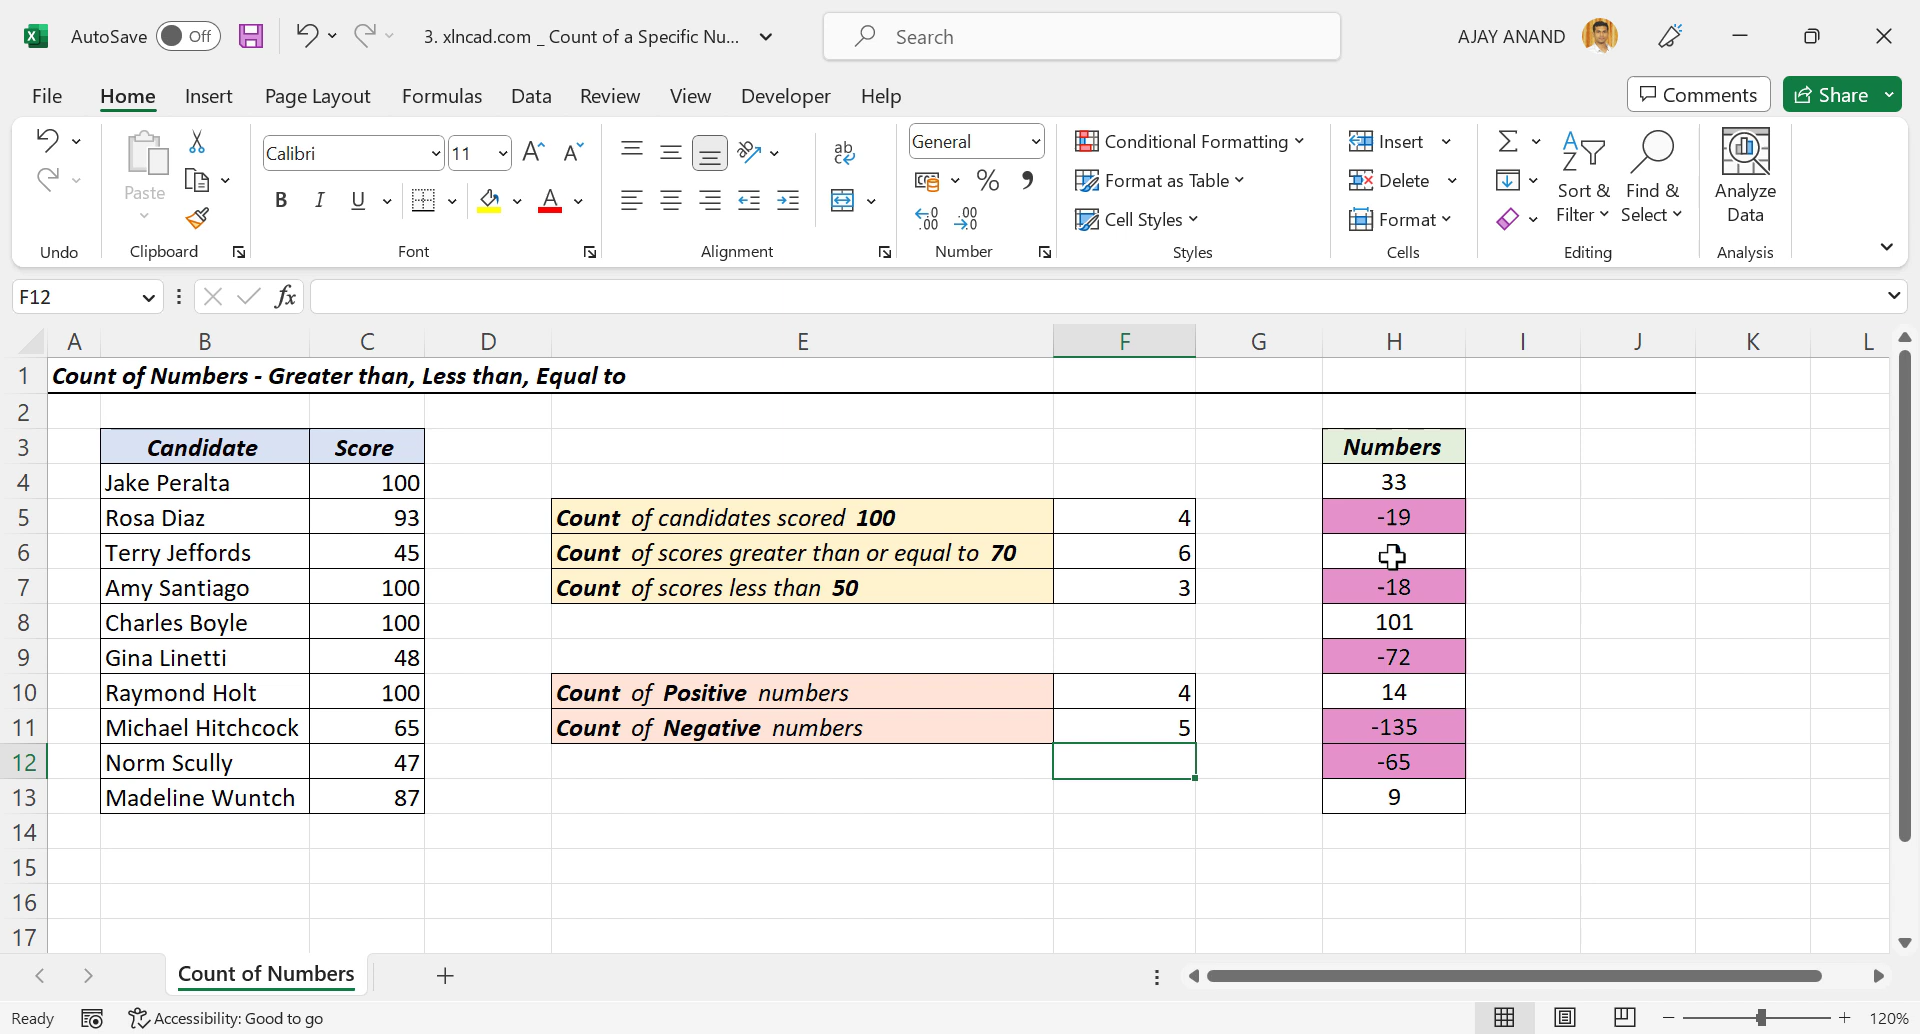 AutoSave Off 3. xlncad.com _ Count of a Specific Nu... Search AJAY ANAND
File Home Insert Page Layout Formulas Data Review View Developer Help Comments Share
Paste
Undo Clipboard
Calibri 11
B I U
Font
ab
Alignment
General
% ,
Number
Conditional Formatting
Format as Table
Cell Styles
Styles
Insert
Delete
Format
Cells
Sort &
Filter
Find &
Select
Editing
Analyze
Data
Analysis
F12 fx
A B C D E F G H I J K L
1 Count of Numbers - Greater than, Less than, Equal to
2
3 Candidate Score Numbers
4 Jake Peralta 100 33
5 Rosa Diaz 93 Count of candidates scored 100 4 -19
6 Terry Jeffords 45 Count of scores greater than or equal to 70 6
7 Amy Santiago 100 Count of scores less than 50 3 -18
8 Charles Boyle 100 101
9 Gina Linetti 48 -72
10 Raymond Holt 100 Count of Positive numbers 4 14
11 Michael Hitchcock 65 Count of Negative numbers 5 -135
12 Norm Scully 47 -65
13 Madeline Wuntch 87 9
14
15
16
17
Count of Numbers
Ready Accessibility: Good to go 120%